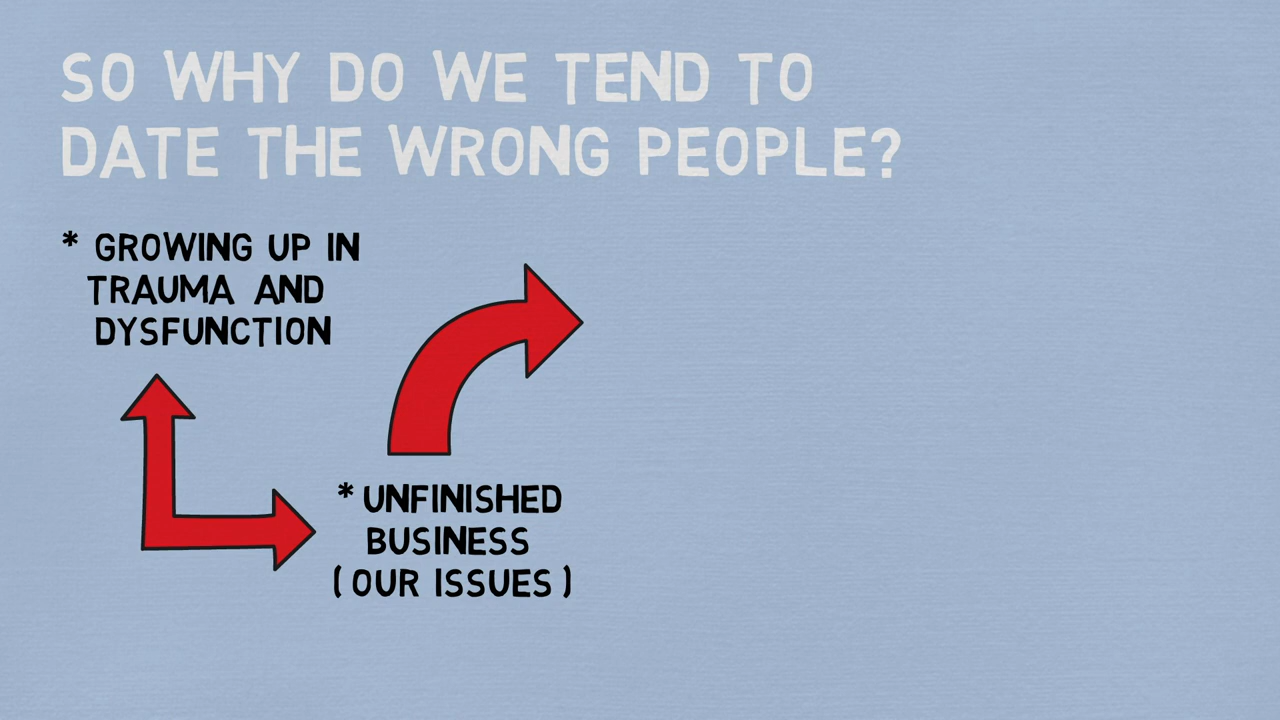 SO WHY DO WE TEND TO
DATE THE WRONG PEOPLE?
* GROWING UP IN
TRAUMA AND
DYSFUNCTION
* UNFINISHED
BUSINESS
(OUR ISSUES)